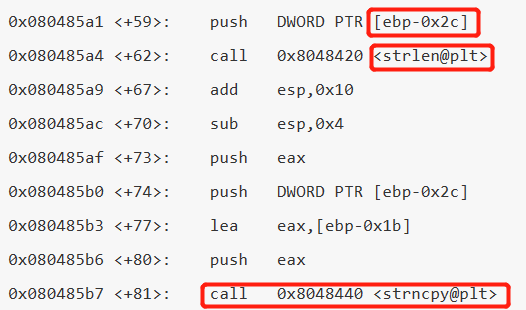 0x080485a1 <+59>: push DWORD PTR [ebp-0x2c]
0x080485a4 <+62>: call 0x8048420 <strlen@plt>
0x080485a9 <+67>: add esp,0x10
0x080485ac <+70>: sub esp,0x4
0x080485af <+73>: push eax
0x080485b0 <+74>: push DWORD PTR [ebp-0x2c]
0x080485b3 <+77>: lea eax,[ebp-0x1b]
0x080485b6 <+80>: push eax
0x080485b7 <+81>: call 0x8048440 <strncpy@plt>